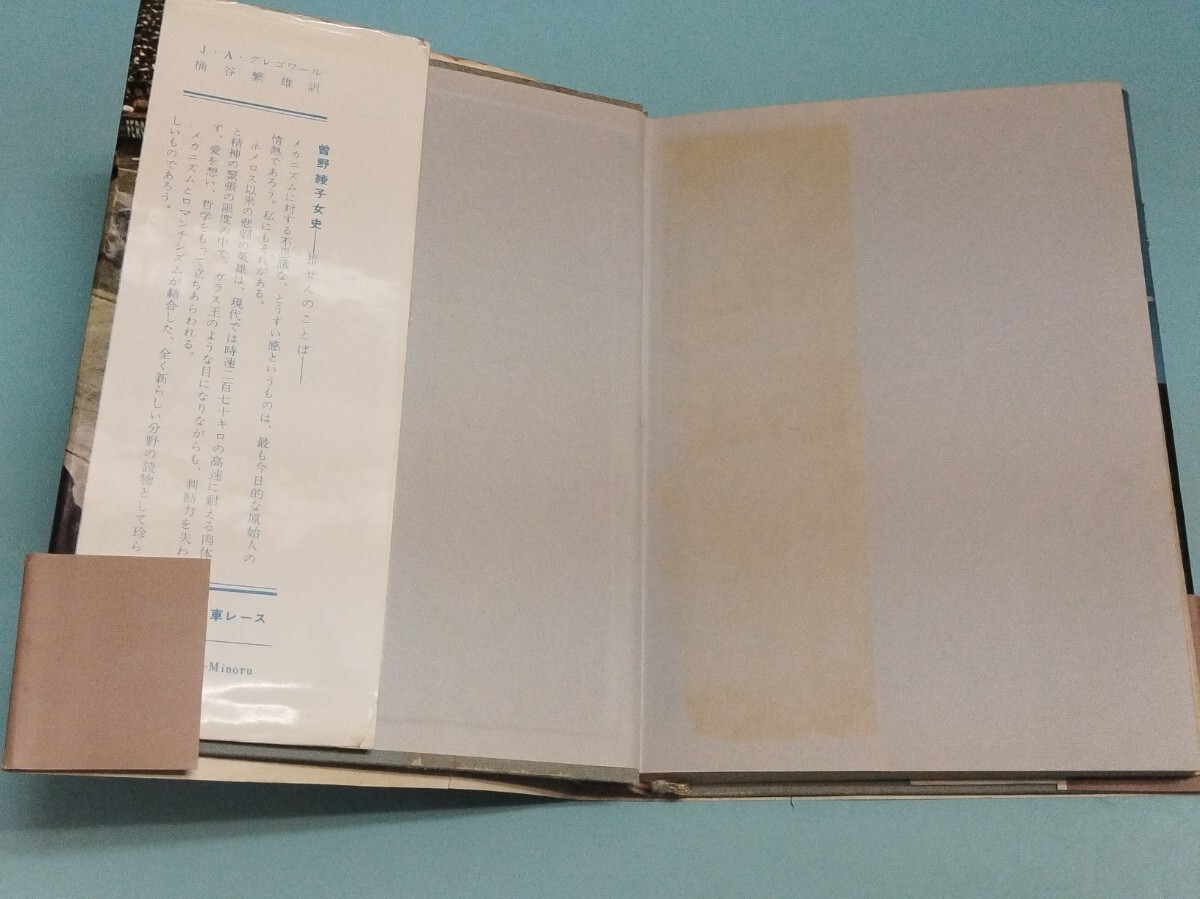 J・A・グレゴワール
桶谷繁雄訳
曽野綾子女史——推せんのことば——
メカニズムに対する不思議な、とうすい感というものは、最も今日的な原始人の
情熱であろう。私にもそれがある。
ホメロス以来の悲劇の英雄は、現代では時速二百七十キロの高速に耐える肉体
と精神の緊張の限度の中で、ガラス玉のような目になりながらも、判断力を失わ
ず、愛を想い、哲学をもって立ちあらわれる。
メカニズムとロマンチシズムが結合した、全く新らしい分野の読物として珍ら
しいものであろう。
車レース
-Minoru